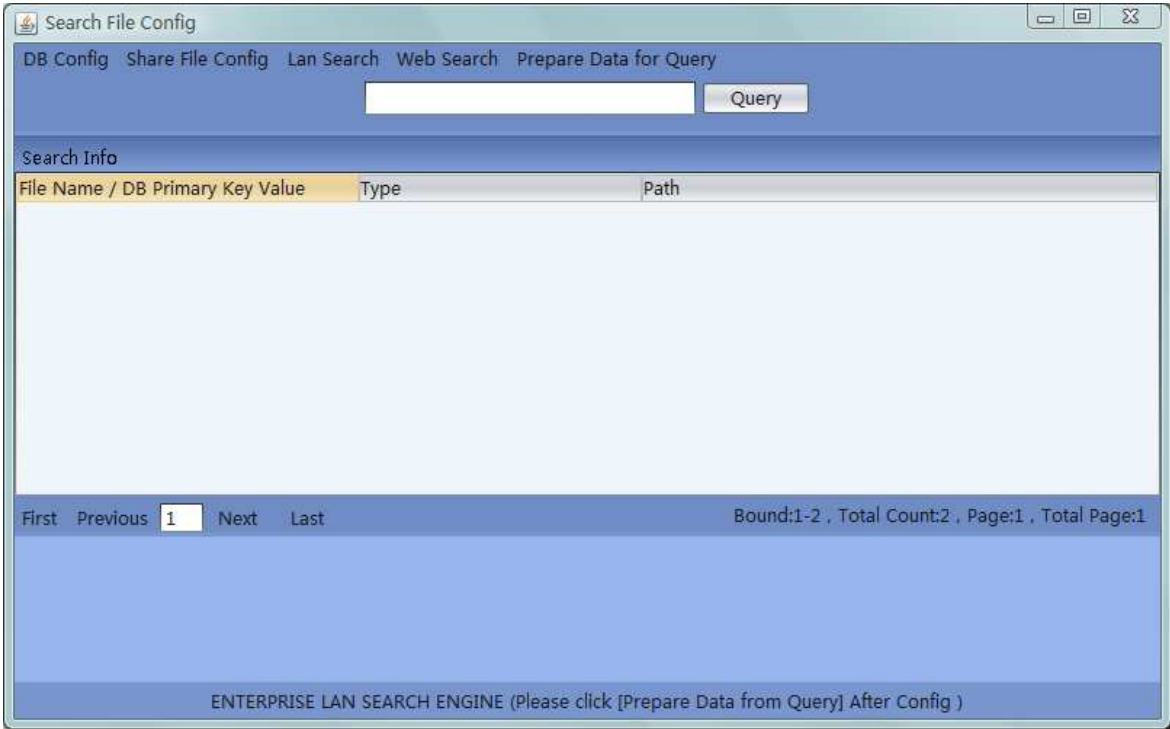 Search File Config
DB Config Share File Config Lan Search Web Search Prepare Data for Query
Query
Search Info
File Name / DB Primary Key Value Type Path
First Previous 1 Next Last Bound:1-2 , Total Count:2 , Page:1 , Total Page:1
ENTERPRISE LAN SEARCH ENGINE (Please click [Prepare Data from Query] After Config )